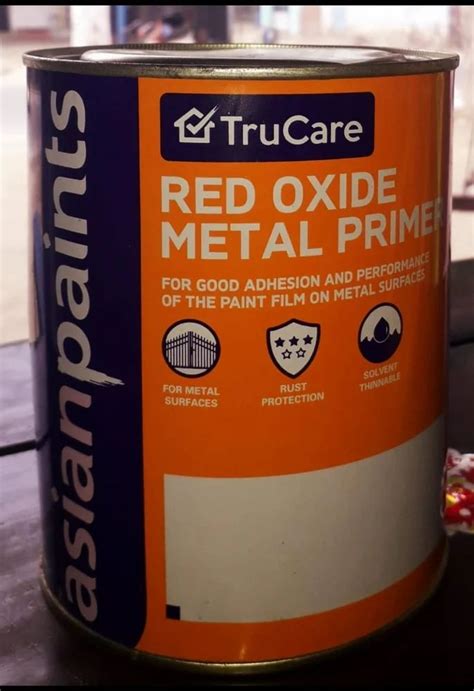 asianpaints
TruCare
RED OXIDE
METAL PRIMER
FOR GOOD ADHESION AND PERFORMANCE
OF THE PAINT FILM ON METAL SURFACES
FOR METAL
SURFACES
RUST
PROTECTION
SOLVENT
THINNABLE